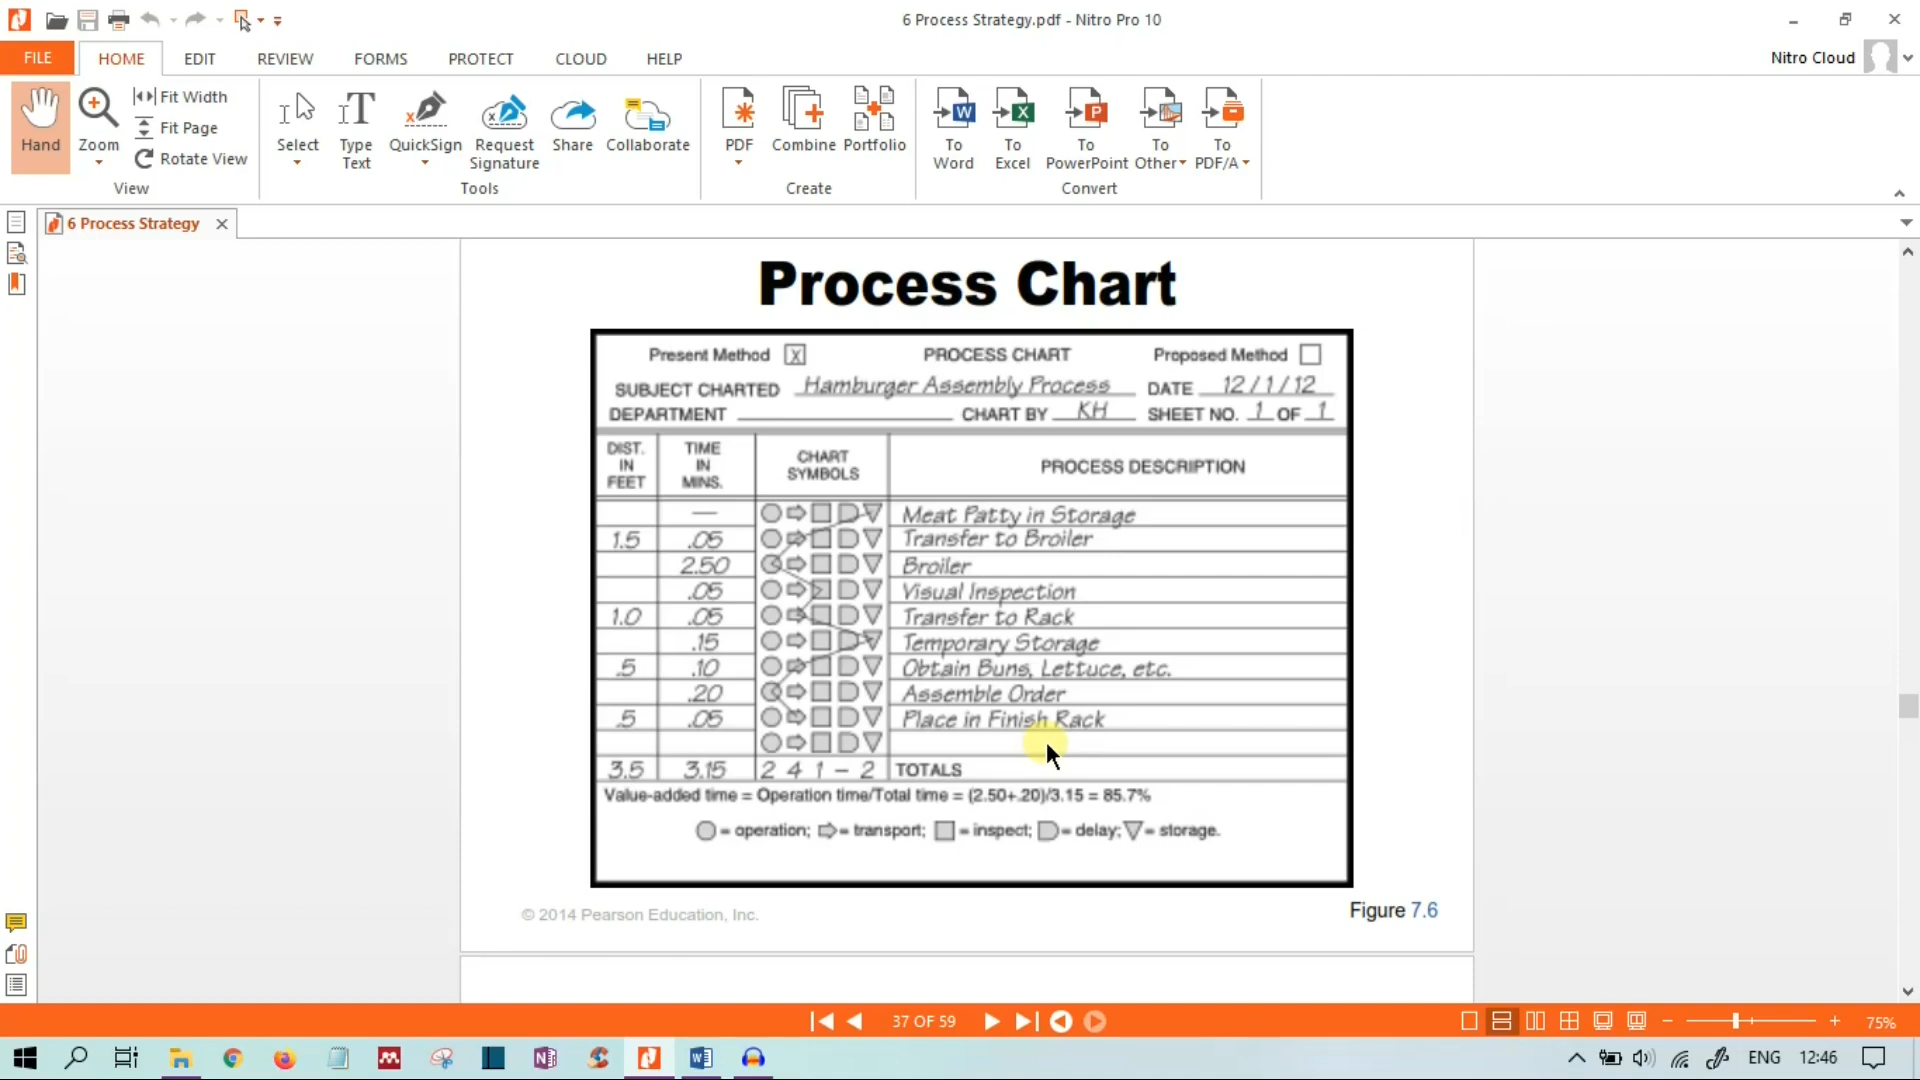 6 Process Strategy.pdf - Nitro Pro 10
FILE HOME EDIT REVIEW FORMS PROTECT CLOUD HELP Nitro Cloud
Hand Zoom Fit Width
Fit Page
Rotate View
Select Type Text QuickSign Request Signature Share Collaborate
PDF Combine Portfolio
To Word To Excel To PowerPoint To Other To PDF/A
View Tools Create Convert
6 Process Strategy
Process Chart
Present Method X PROCESS CHART Proposed Method
SUBJECT CHARTED Hamburger Assembly Process DATE 12/1/12
DEPARTMENT CHART BY KH SHEET NO. 1 OF 1
DIST. IN FEET TIME IN MINS. CHART SYMBOLS PROCESS DESCRIPTION
— Meat Patty in Storage
1.5 .05 Transfer to Broiler
2.50 Broiler
.05 Visual Inspection
1.0 .05 Transfer to Rack
.15 Temporary Storage
.5 .10 Obtain Buns, Lettuce, etc.
.20 Assemble Order
.5 .05 Place in Finish Rack
3.5 3.15 2 4 1 – 2 TOTALS
Value-added time = Operation time/Total time = (2.50+.20)/3.15 = 85.7%
= operation; = transport; = inspect; = delay; = storage.
© 2014 Pearson Education, Inc.
Figure 7.6
37 OF 59
75%
ENG 12:46